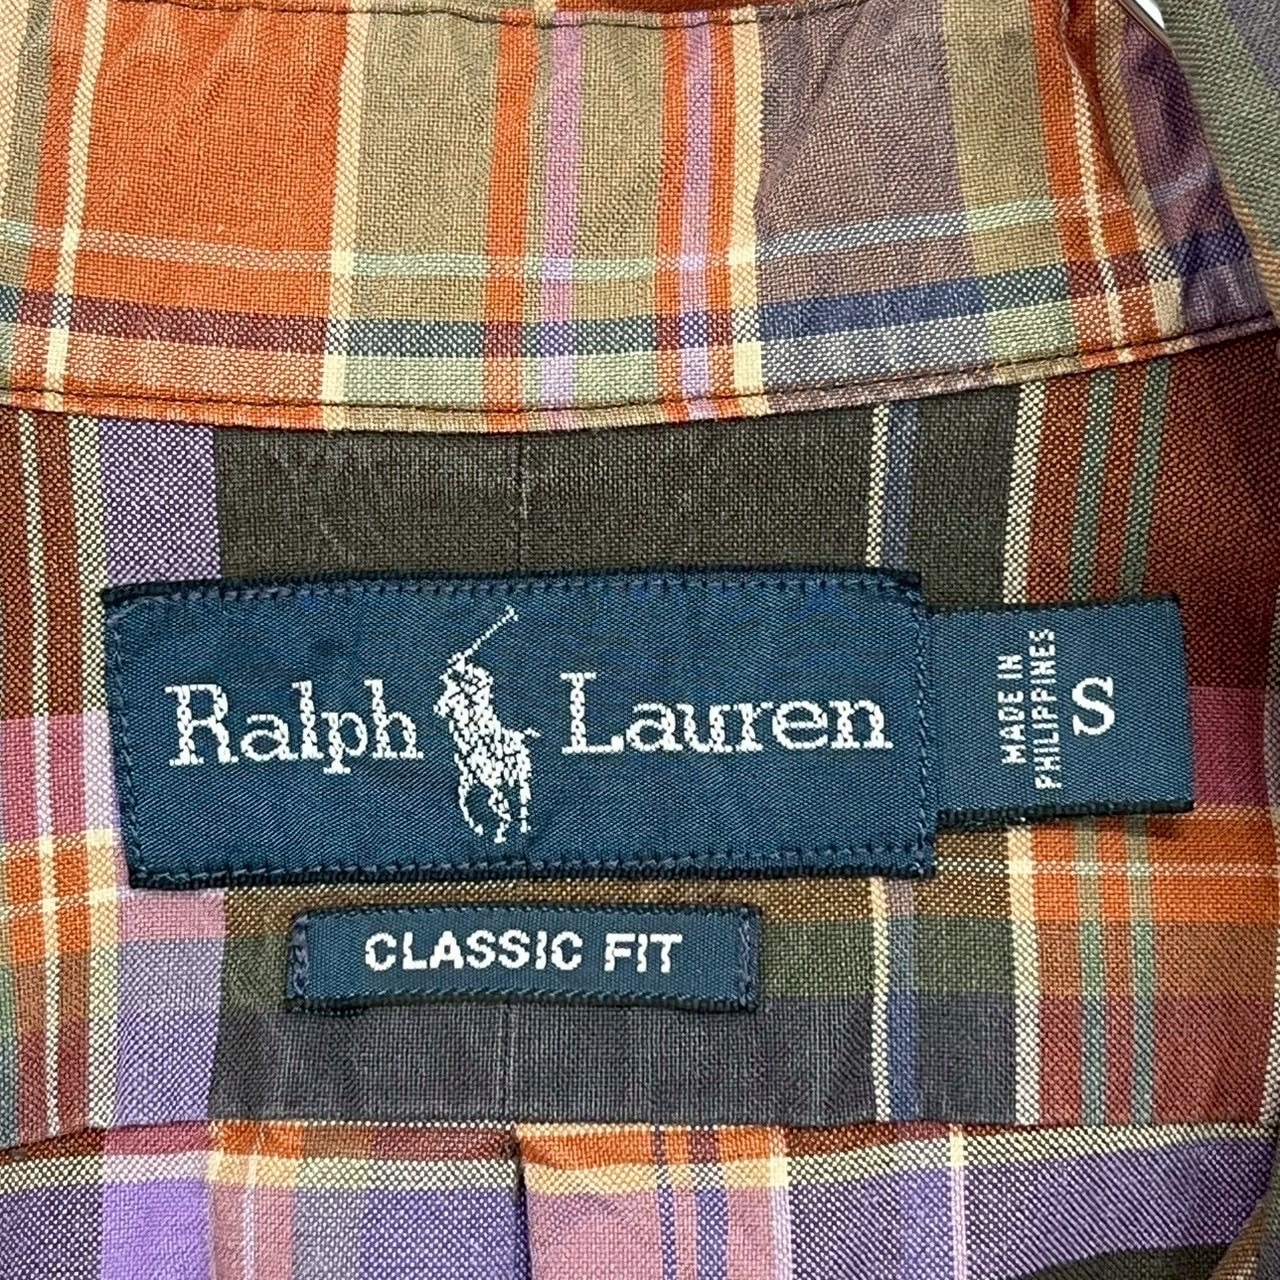 Ralph Lauren
MADE IN
PHILIPPINES
S
CLASSIC FIT